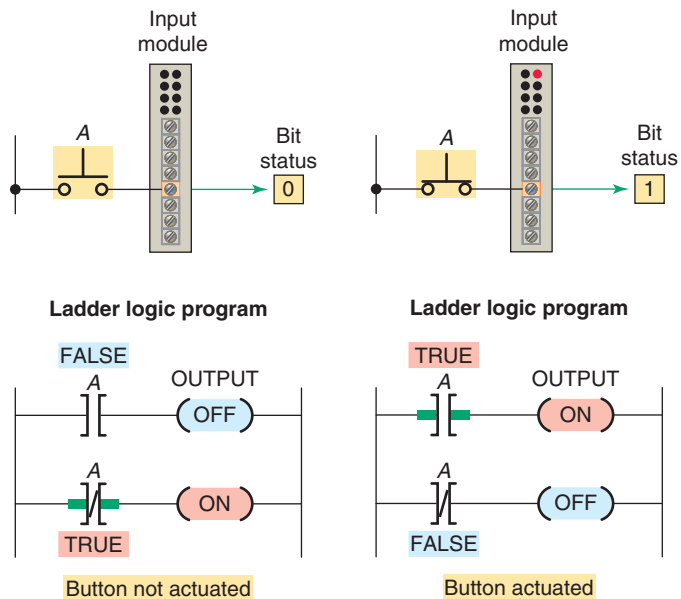 Input
module
A
Bit
status
0
Input
module
A
Bit
status
1
Ladder logic program
FALSE
A
OUTPUT
OFF
A
ON
TRUE
Button not actuated
Ladder logic program
TRUE
A
OUTPUT
ON
A
OFF
FALSE
Button actuated